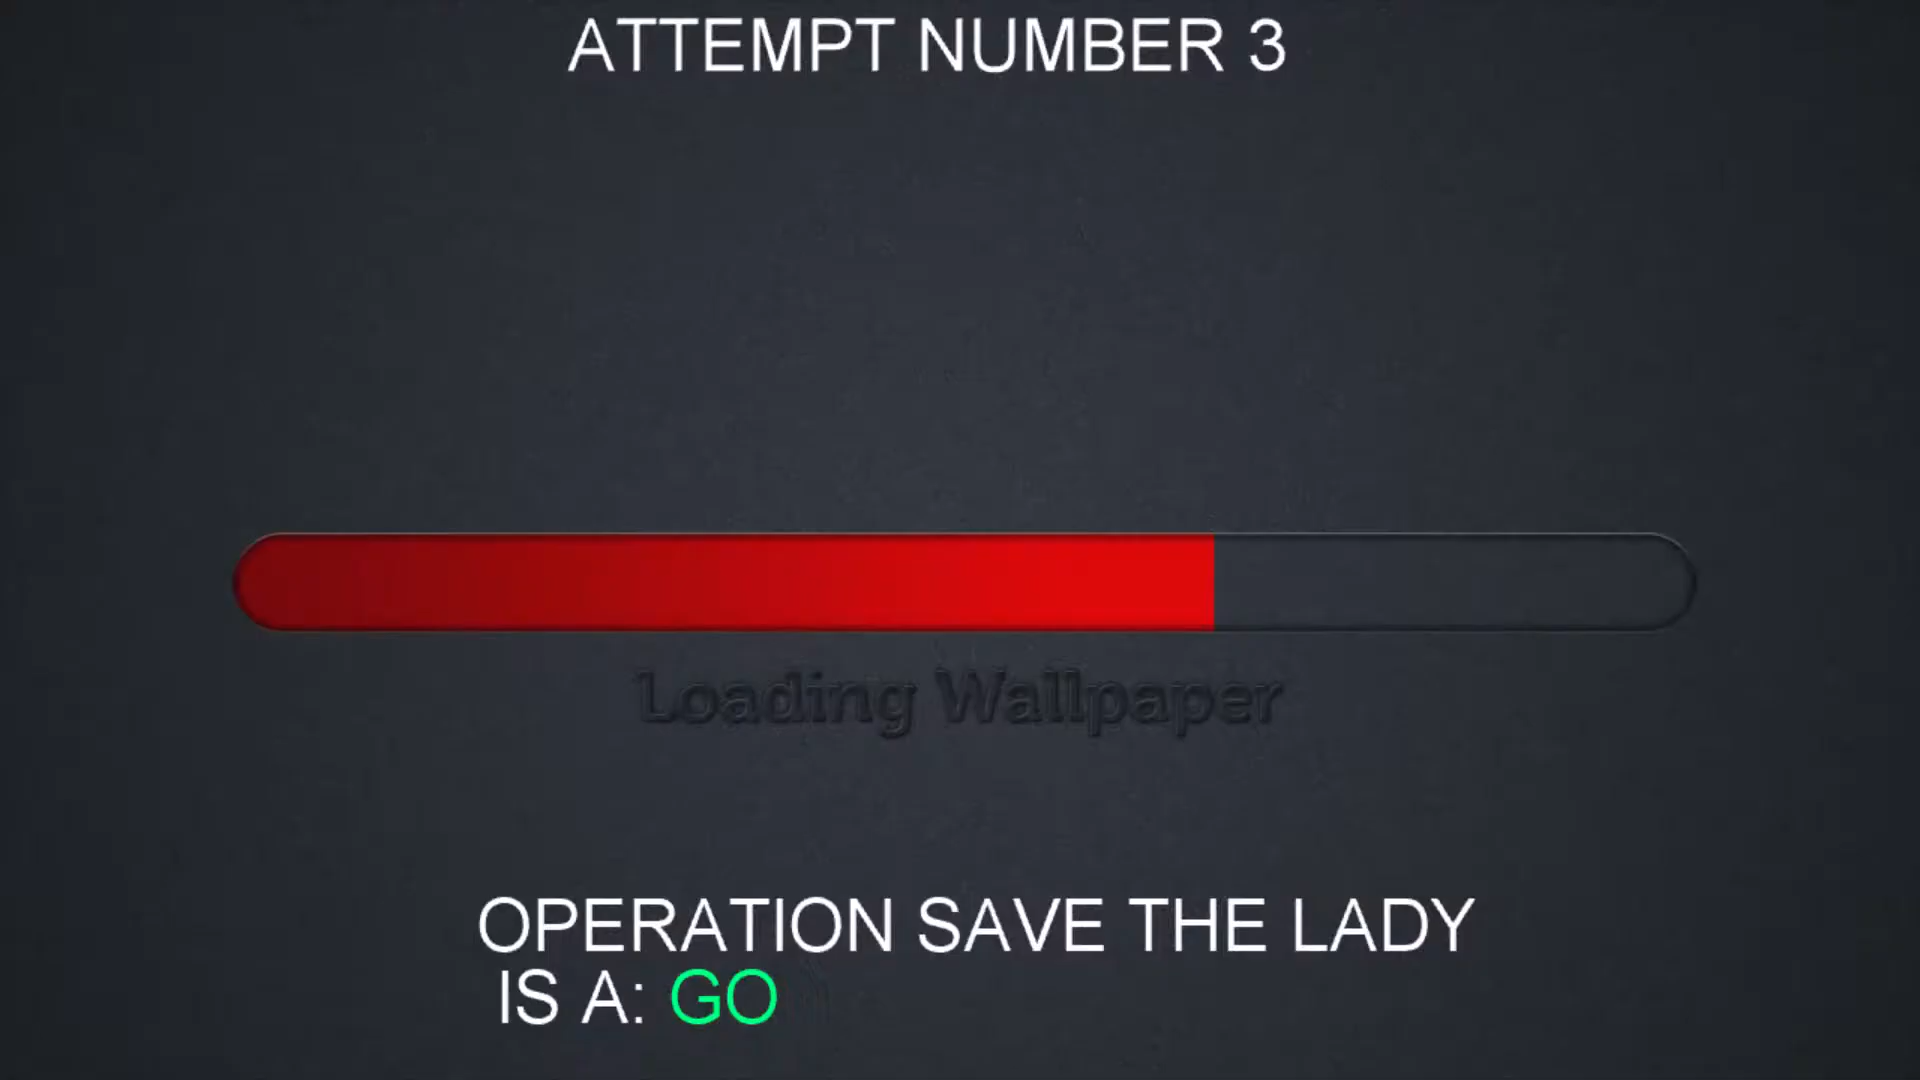 ATTEMPT NUMBER 3
Loading Wallpaper
OPERATION SAVE THE LADY
IS A: GO